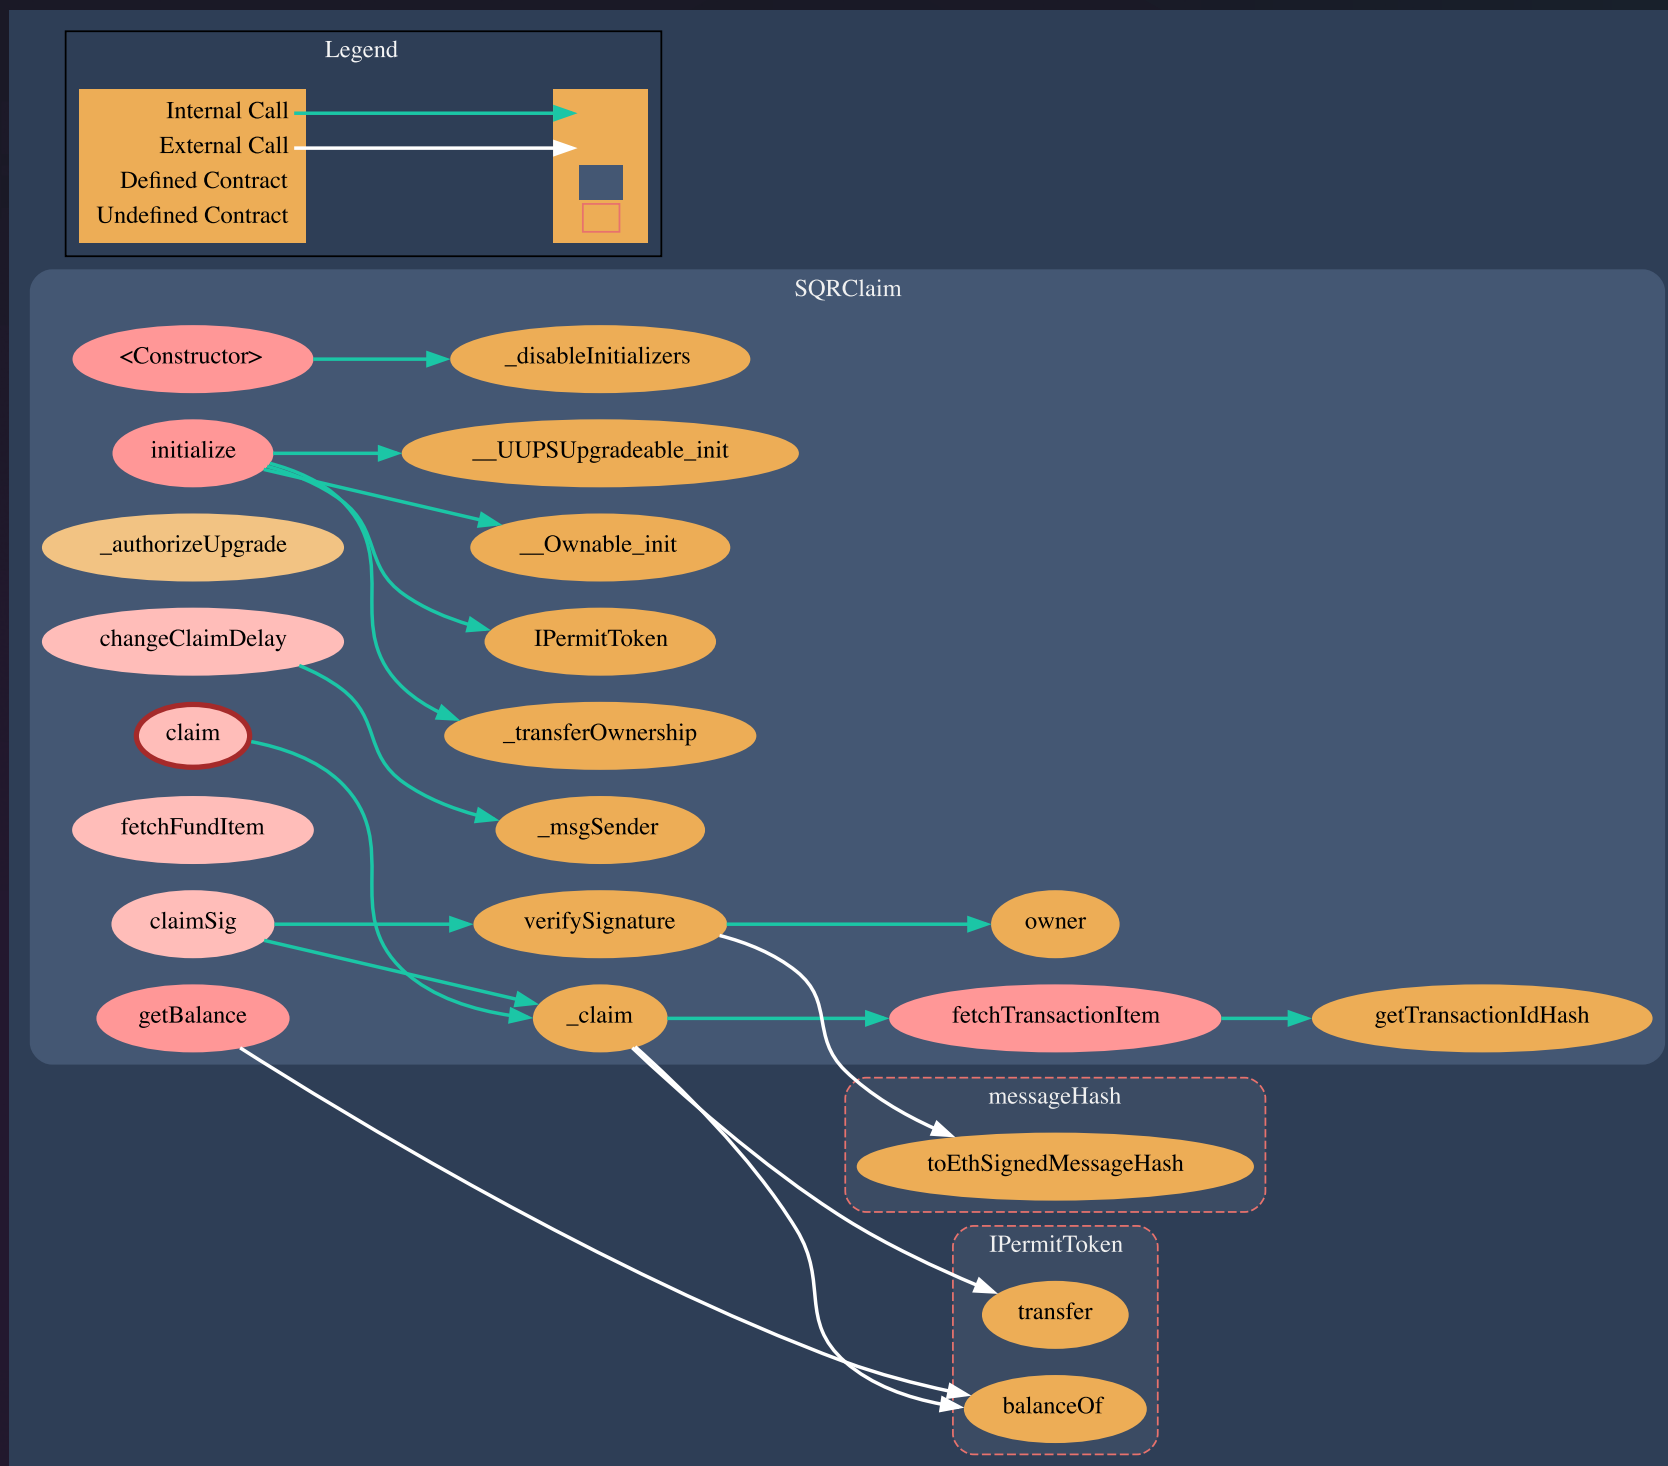 Legend
Internal Call
External Call
Defined Contract
Undefined Contract
SQRClaim
<Constructor>
_disableInitializers
initialize
__UUPSUpgradeable_init
_authorizeUpgrade
__Ownable_init
changeClaimDelay
IPermitToken
claim
_transferOwnership
fetchFundItem
_msgSender
claimSig
verifySignature
owner
getBalance
_claim
fetchTransactionItem
getTransactionIdHash
messageHash
toEthSignedMessageHash
IPermitToken
transfer
balanceOf